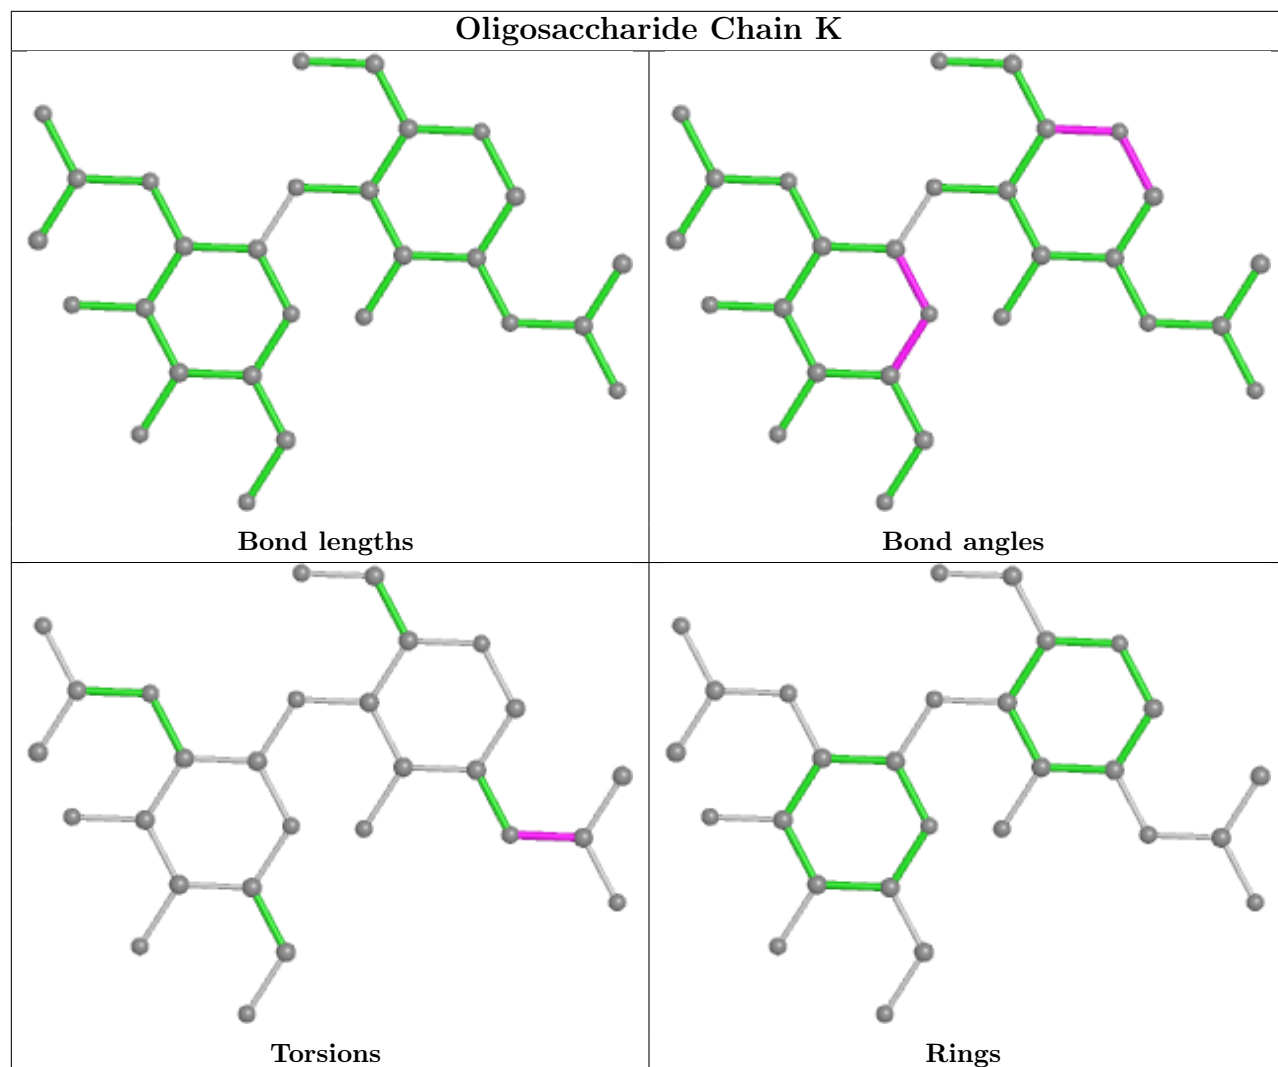 Oligosaccharide Chain K
Bond lengths
Bond angles
Torsions
Rings